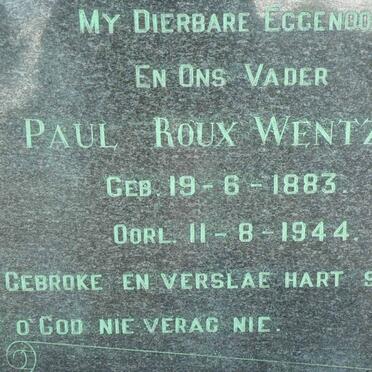 My Dierbare Eggenoo
En Ons Vader
Paul Roux Wentz
Geb. 19-6-1883.
Oorl. 11-8-1944.
Gebroke en verslae hart s
o' God nie verag nie.